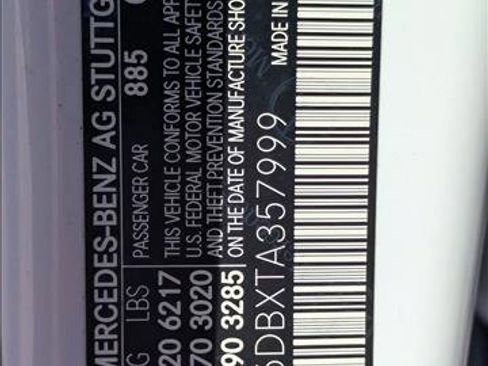 MERCEDES-BENZ AG STUTTG
G LBS PASSENGER CAR 885
20 6217 THIS VEHICLE CONFORMS TO ALL APP
70 3020 U.S. FEDERAL MOTOR VEHICLE SAFETY
AND THEFT PREVENTION STANDARDS
90 3285 ON THE DATE OF MANUFACTURE SHO
DBXTA357999 MADE IN